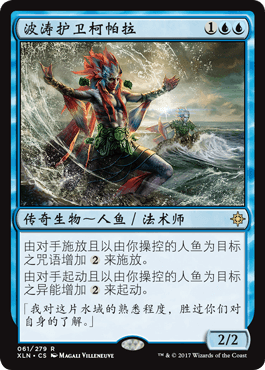 波涛护卫柯帕拉 1
传奇生物~人鱼 / 法术师
由对手施放且以由你操控的人鱼为目标
之咒语增加 2 来施放。
由对手起动且以由你操控的人鱼为目标
之异能增加 2 来起动。
「我对这片水域的熟悉程度，胜过你们对
自身的了解。」
2/2
061/279 R
XLN • CS MAGALI VILLENEUVE
™ & © 2017 Wizards of the Coast